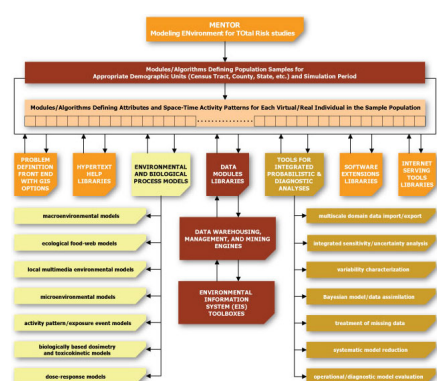 MENTOR
Modeling ENvironment for TOtal Risk studies
Modules/Algorithms Defining Population Samples for
Appropriate Demographic Units (Census Tract, County, State, etc.) and Simulation Period
Modules/Algorithms Defining Attributes and Space-Time Activity Patterns for Each Virtual/Real Individual in the Sample Population
PROBLEM
DEFINITION
FRONT END
WITH GIS
OPTIONS
HYPERTEXT
HELP
LIBRARIES
ENVIRONMENTAL
AND BIOLOGICAL
PROCESS MODELS
DATA
MODULES
LIBRARIES
TOOLS FOR
INTEGRATED
PROBABILISTIC &
DIAGNOSTIC
ANALYSES
SOFTWARE
EXTENSIONS
LIBRARIES
INTERNET
SERVING
TOOLS
LIBRARIES
macroenvironmental models
ecological food-web models
local multimedia environmental models
microenvironmental models
activity pattern/exposure event models
biologically based dosimetry
and toxicokinetic models
dose-response models
DATA WAREHOUSING,
MANAGEMENT, AND MINING
ENGINES
ENVIRONMENTAL
INFORMATION
SYSTEM (EIS)
TOOLBOXES
multiscale domain data import/export
integrated sensitivity/uncertainty analysis
variability characterization
Bayesian model/data assimilation
treatment of missing data
systematic model reduction
operational/diagnostic model evaluation